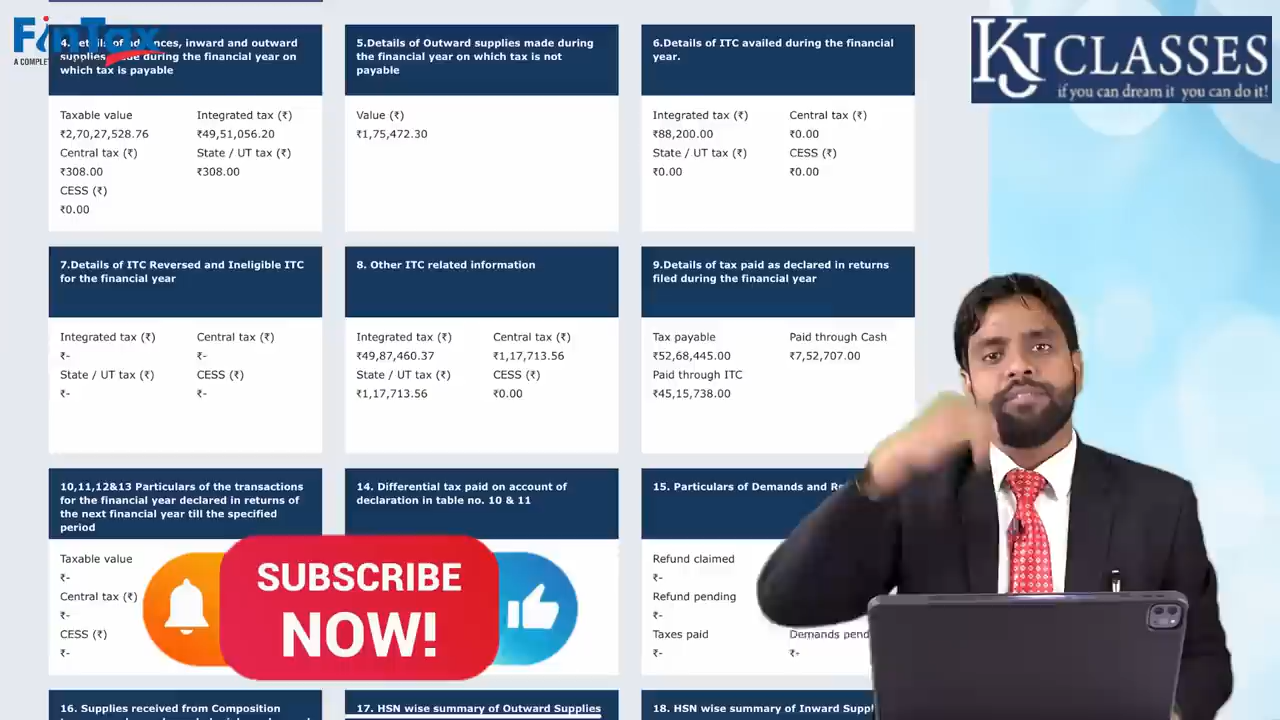 FinTax
A COMPLET
KJ CLASSES
if you can dream it you can do it!
4.Details of advances, inward and outward
supplies made during the financial year on
which tax is payable
Taxable value
₹2,70,27,528.76
Integrated tax (₹)
₹49,51,056.20
Central tax (₹)
₹308.00
State / UT tax (₹)
₹308.00
CESS (₹)
₹0.00
5.Details of Outward supplies made during
the financial year on which tax is not
payable
Value (₹)
₹1,75,472.30
6.Details of ITC availed during the financial
year.
Integrated tax (₹)
₹88,200.00
Central tax (₹)
₹0.00
State / UT tax (₹)
₹0.00
CESS (₹)
₹0.00
7.Details of ITC Reversed and Ineligible ITC
for the financial year
Integrated tax (₹)
₹-
Central tax (₹)
₹-
State / UT tax (₹)
₹-
CESS (₹)
₹-
8. Other ITC related information
Integrated tax (₹)
₹49,87,460.37
Central tax (₹)
₹1,17,713.56
State / UT tax (₹)
₹1,17,713.56
CESS (₹)
₹0.00
9.Details of tax paid as declared in returns
filed during the financial year
Tax payable
₹52,68,445.00
Paid through Cash
₹7,52,707.00
Paid through ITC
₹45,15,738.00
10,11,12&13 Particulars of the transactions
for the financial year declared in returns of
the next financial year till the specified
period
Taxable value
₹-
Central tax (₹)
₹-
CESS (₹)
₹-
14. Differential tax paid on account of
declaration in table no. 10 & 11
SUBSCRIBE
NOW!
15. Particulars of Demands and Re
Refund claimed
₹-
Refund pending
₹-
Taxes paid
₹-
Demands pend
₹-
16. Supplies received from Composition
17. HSN wise summary of Outward Supplies
18. HSN wise summary of Inward Suppl